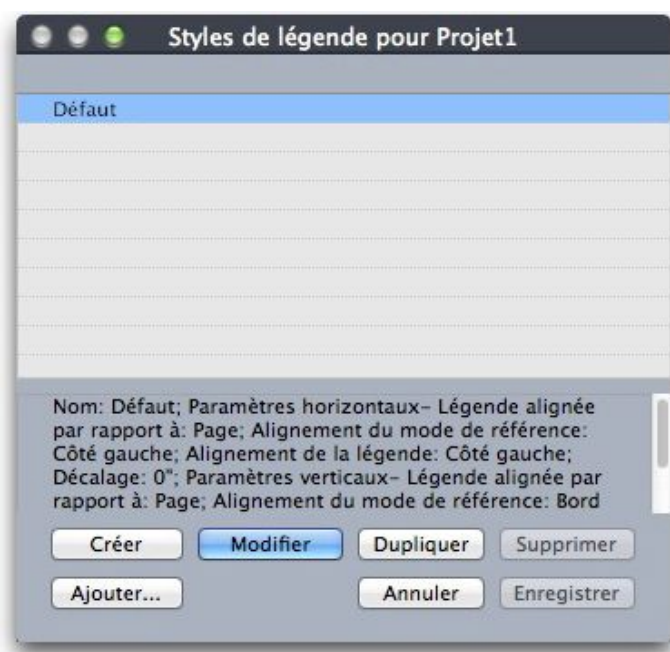 Styles de légende pour Projet1
Défaut
Nom: Défaut; Paramètres horizontaux– Légende alignée
par rapport à: Page; Alignement du mode de référence:
Côté gauche; Alignement de la légende: Côté gauche;
Décalage: 0"; Paramètres verticaux– Légende alignée par
rapport à: Page; Alignement du mode de référence: Bord
Créer Modifier Dupliquer Supprimer
Ajouter... Annuler Enregistrer